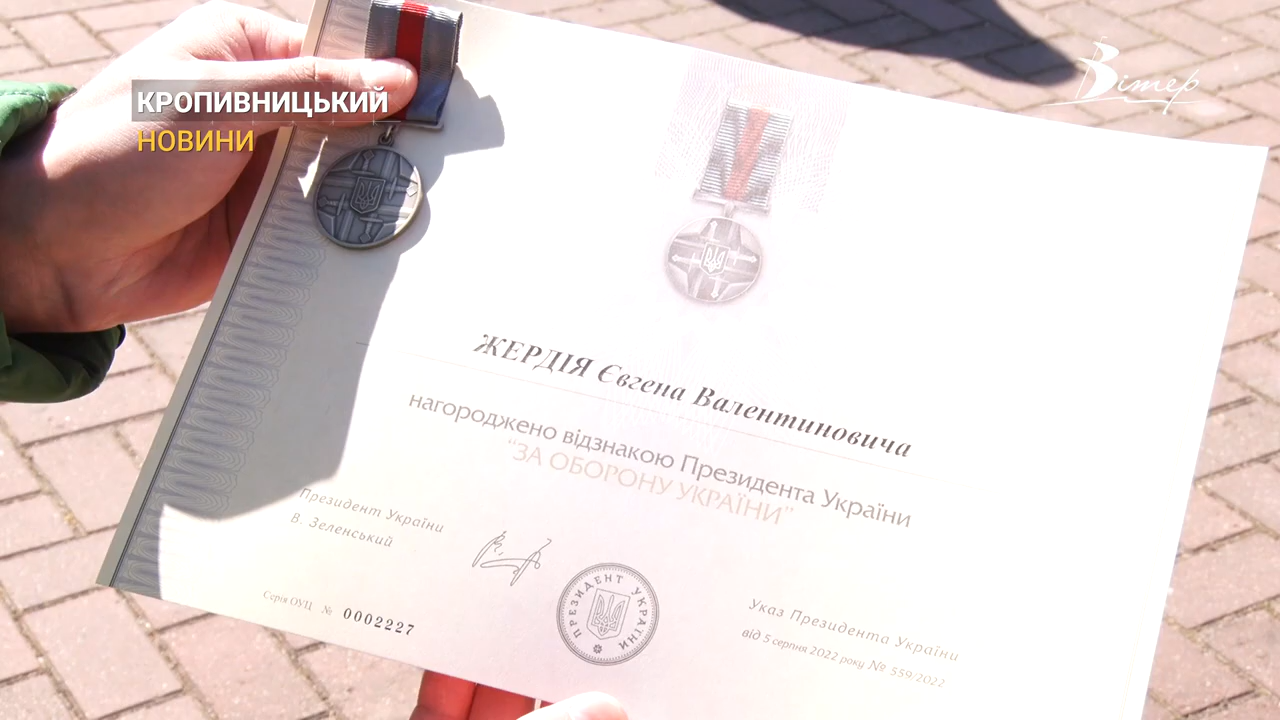 КРОПИВНИЦЬКИЙ
НОВИНИ
Вітер
ЖЕРДІЯ Євгена Валентиновича
нагороджено відзнакою Президента України
“ЗА ОБОРОНУ УКРАЇНИ”
Президент України
В. Зеленський
ПРЕЗИДЕНТ УКРАЇНИ
Серія ОУЦ № 0002227
Указ Президента України
від 5 серпня 2022 року № 559/2022